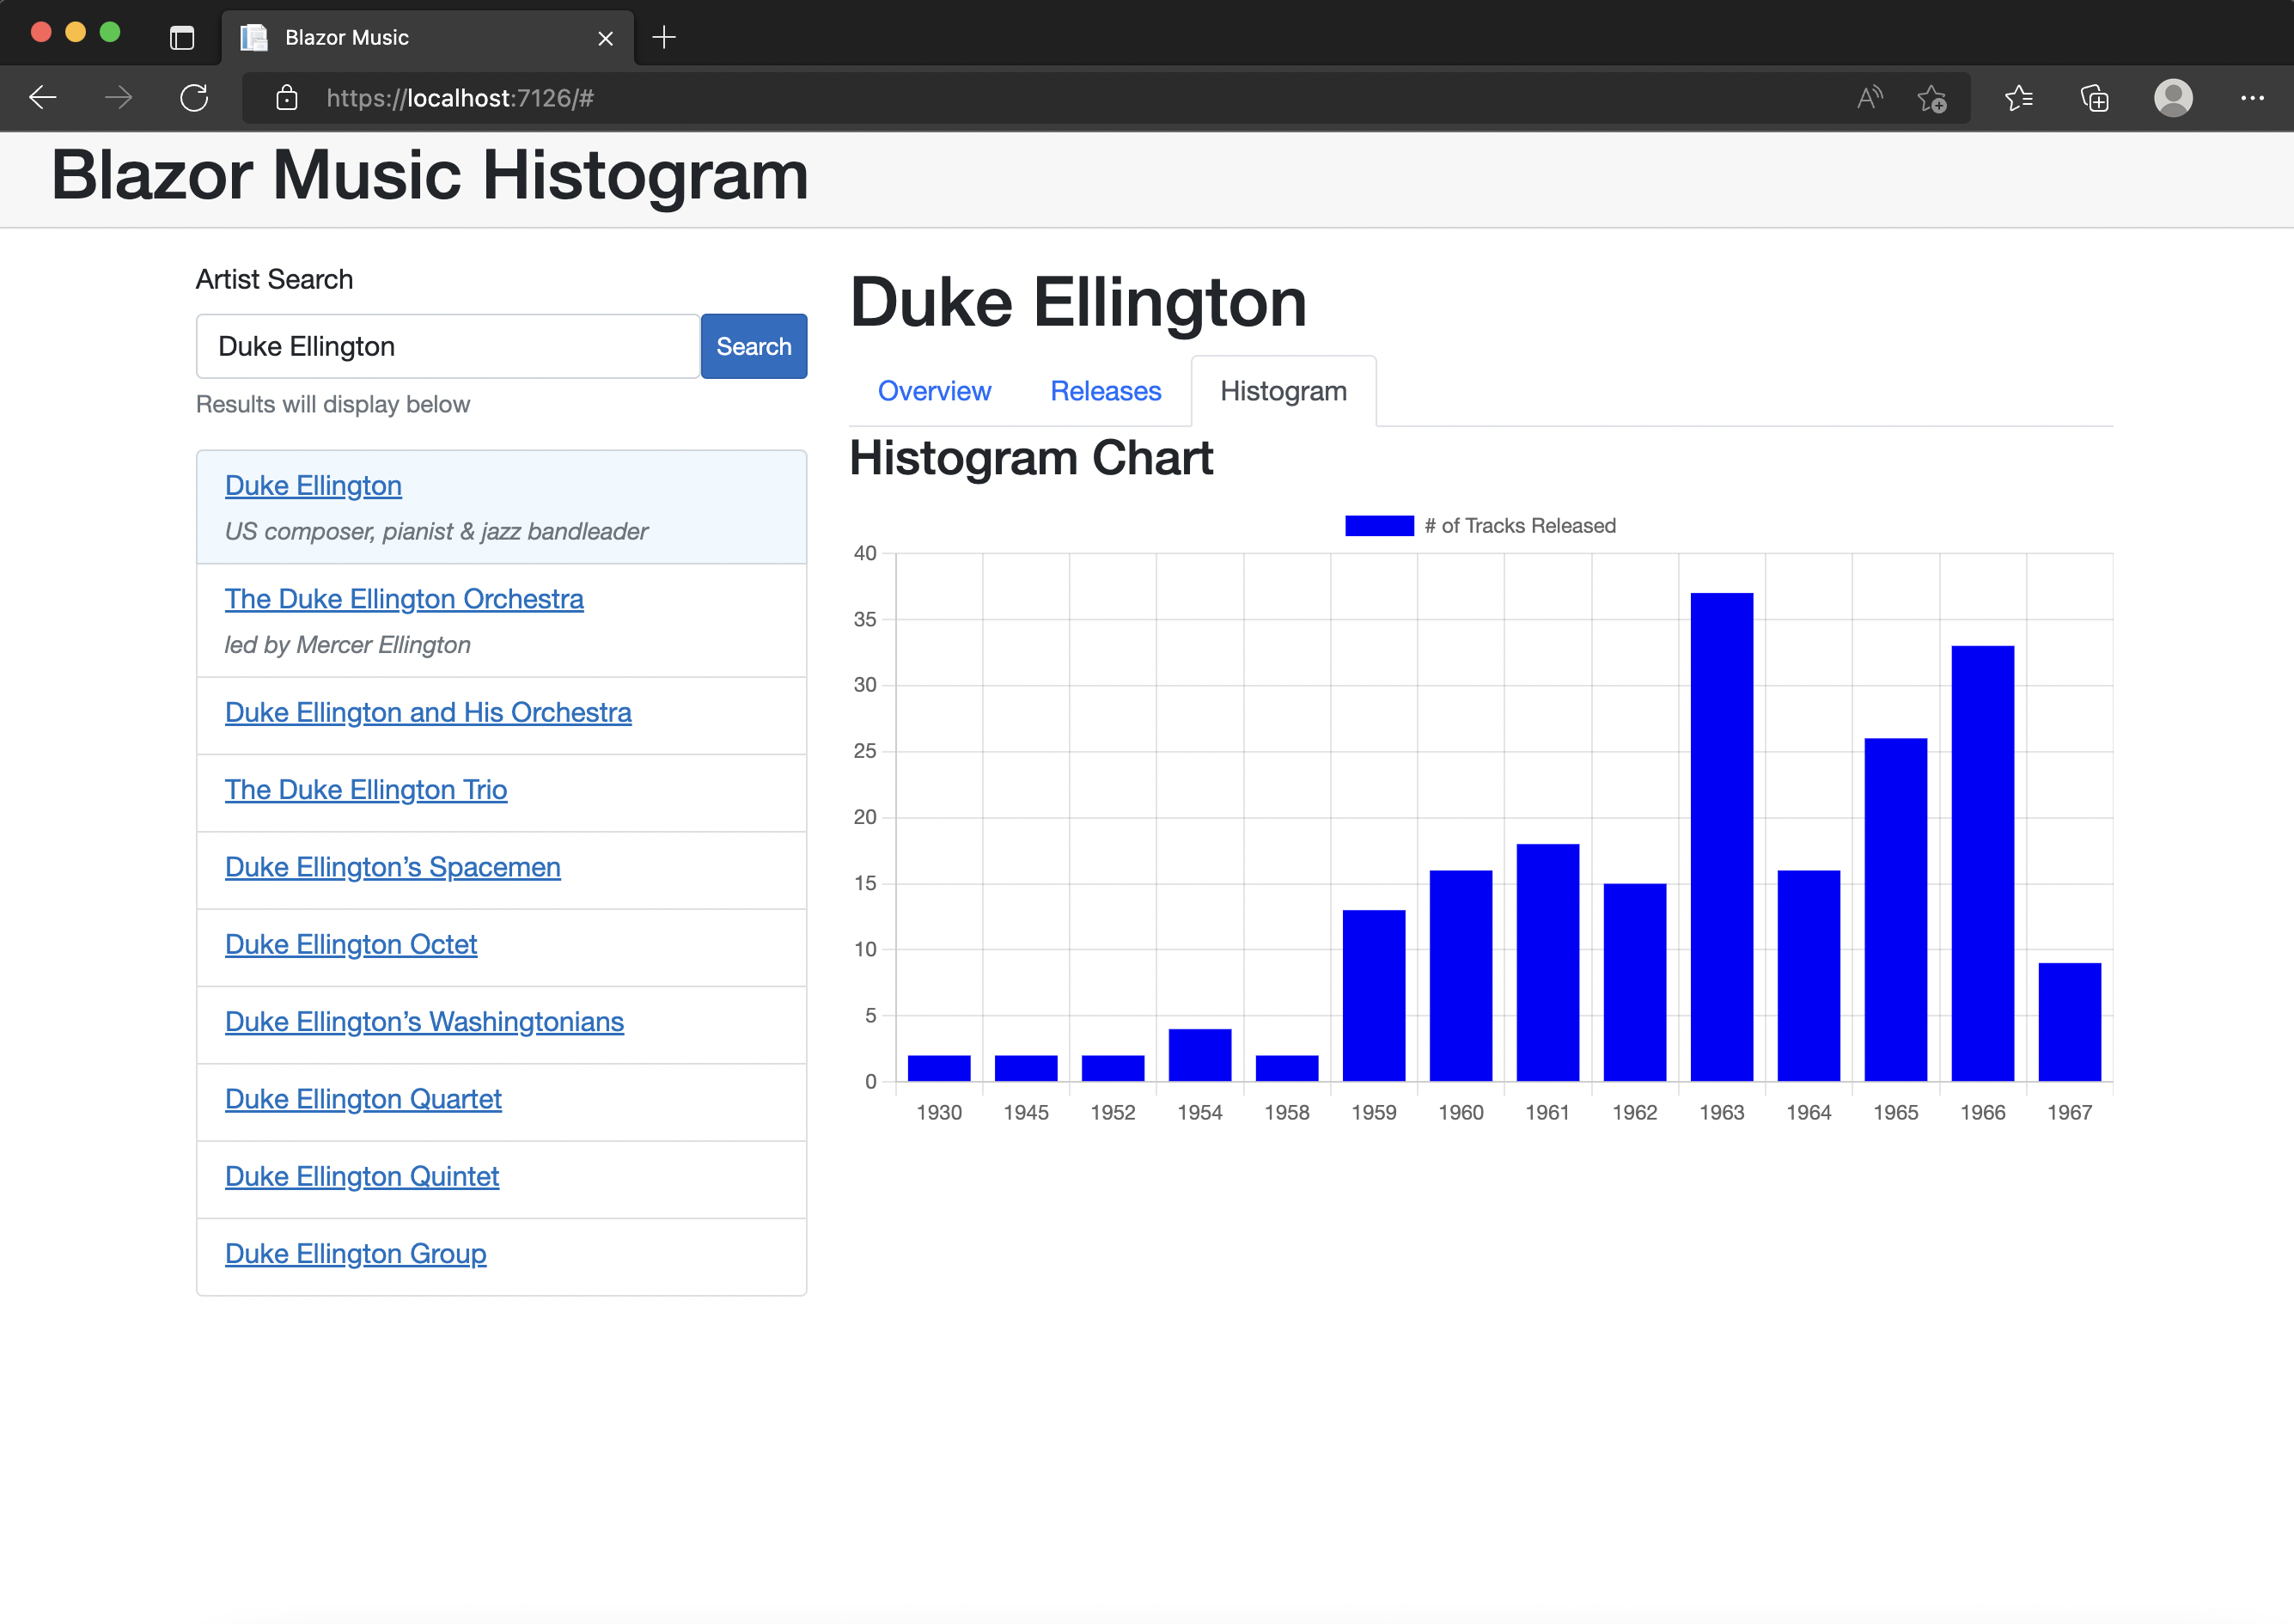 Blazor Music
https://localhost:7126/#
Blazor Music Histogram
Artist Search
Duke Ellington
Search
Results will display below
Duke Ellington
US composer, pianist & jazz bandleader
The Duke Ellington Orchestra
led by Mercer Ellington
Duke Ellington and His Orchestra
The Duke Ellington Trio
Duke Ellington’s Spacemen
Duke Ellington Octet
Duke Ellington’s Washingtonians
Duke Ellington Quartet
Duke Ellington Quintet
Duke Ellington Group
Duke Ellington
Overview Releases Histogram
Histogram Chart
# of Tracks Released
40
35
30
25
20
15
10
5
0
1930 1945 1952 1954 1958 1959 1960 1961 1962 1963 1964 1965 1966 1967